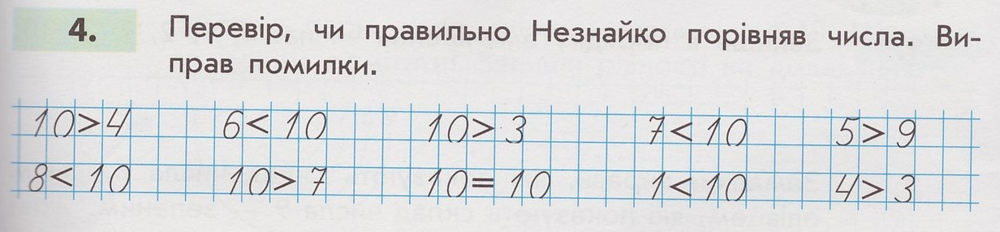 4. Перевір, чи правильно Незнайко порівняв числа. Ви-
прав помилки.
10>4 6<10 10>3 7<10 5>9
8<10 10>7 10=10 1<10 4>3